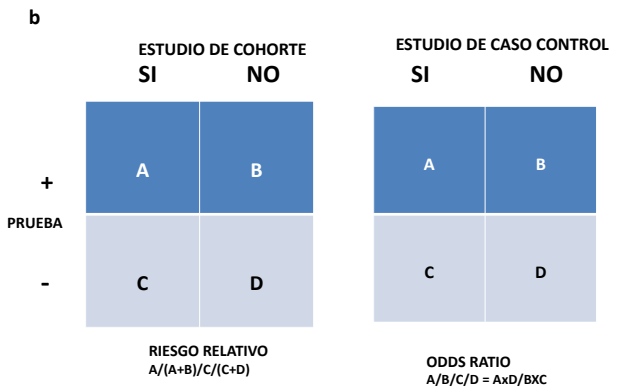 b
ESTUDIO DE COHORTE
SI NO
+
PRUEBA
-
A B
C D
RIESGO RELATIVO
A/(A+B)/C/(C+D)
ESTUDIO DE CASO CONTROL
SI NO
A B
C D
ODDS RATIO
A/B/C/D = AxD/BXC